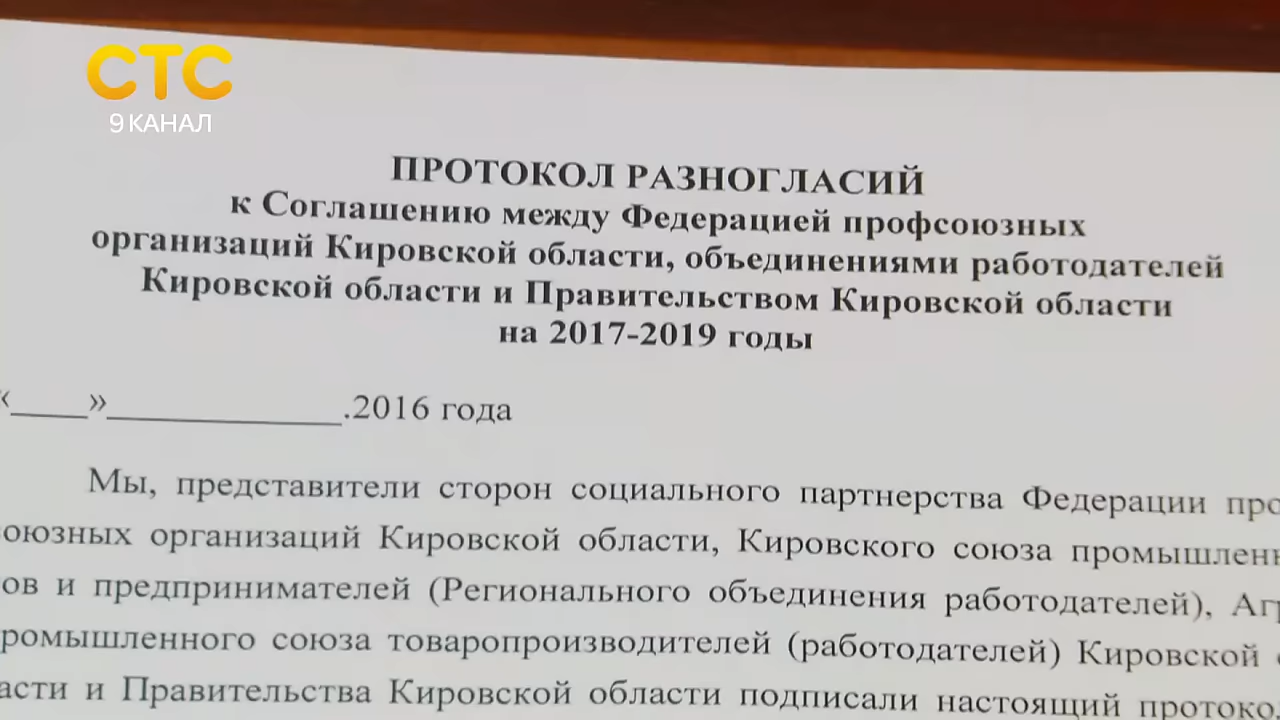 СТС
9 КАНАЛ
ПРОТОКОЛ РАЗНОГЛАСИЙ
к Соглашению между Федерацией профсоюзных
организаций Кировской области, объединениями работодателей
Кировской области и Правительством Кировской области
на 2017-2019 годы
«____»____________.2016 года
Мы, представители сторон социального партнерства Федерации про
союзных организаций Кировской области, Кировского союза промышленн
ов и предпринимателей (Регионального объединения работодателей), Агр
ромышленного союза товаропроизводителей (работодателей) Кировской о
асти и Правительства Кировской области подписали настоящий протокол